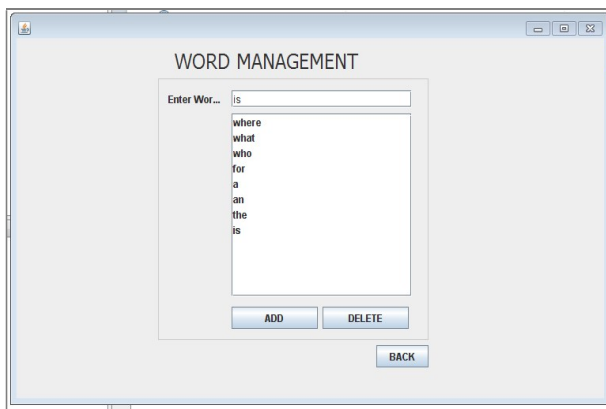 WORD MANAGEMENT
Enter Wor... is
where
what
who
for
a
an
the
is
ADD DELETE
BACK